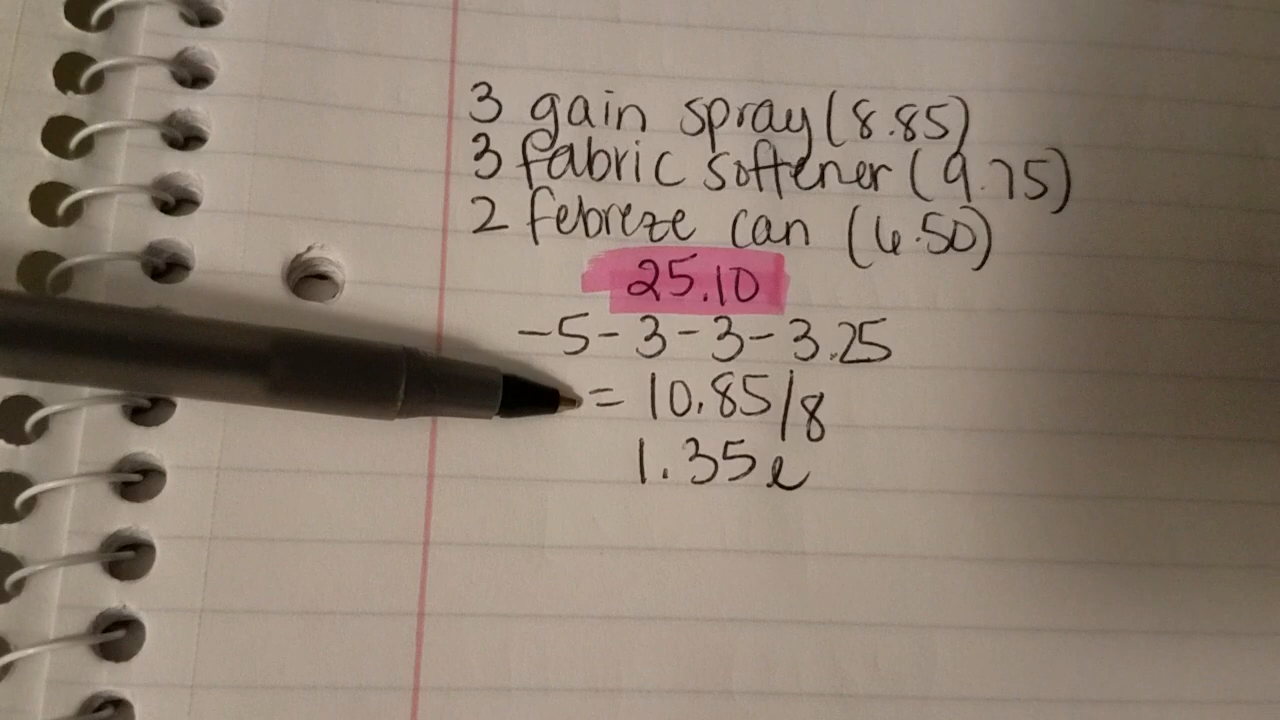 3 gain spray (8.85)
3 fabric softener (9.75)
2 febreze can (6.50)
25.10
-5-3-3-3.25
= 10.85/8
1.35e